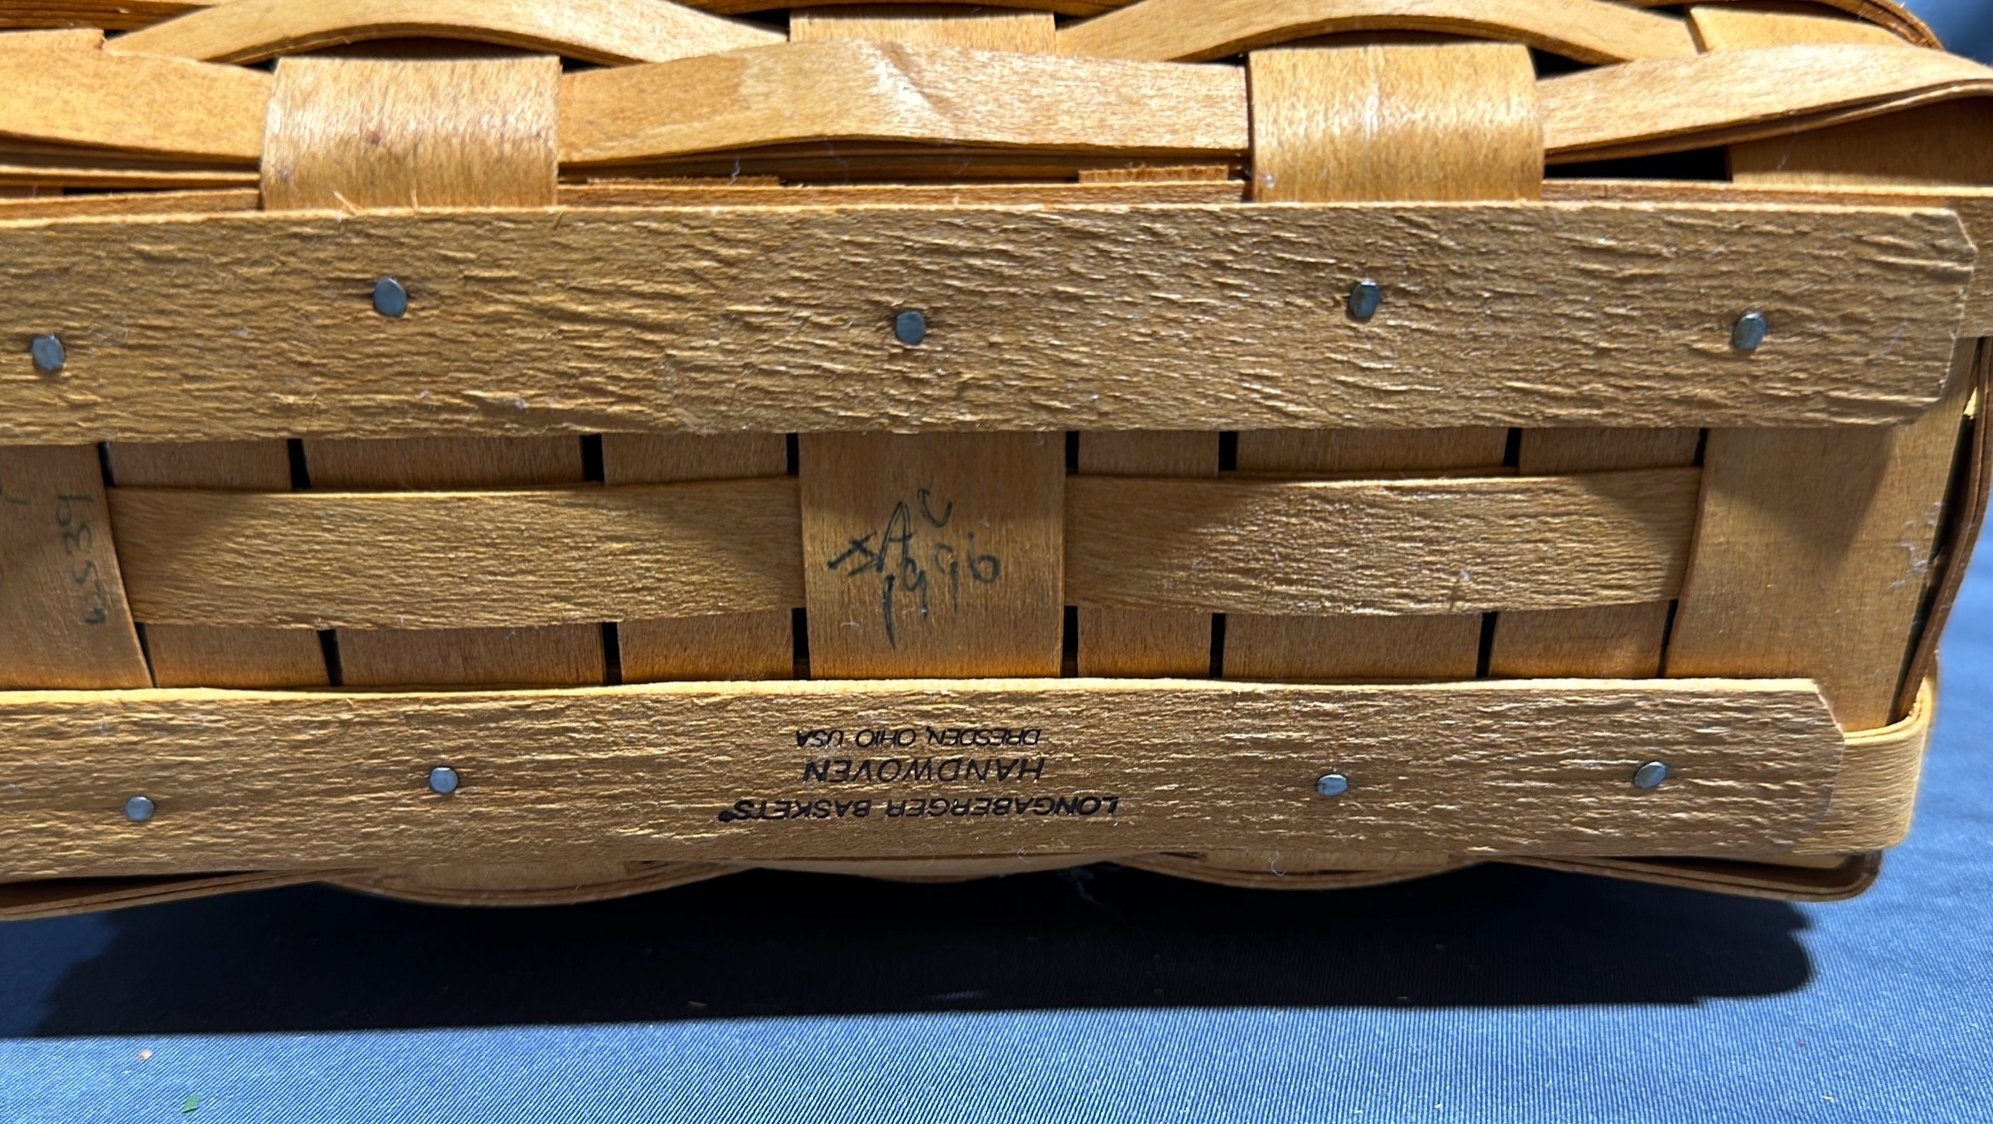 LONGABERGER BASKETS®
HANDWOVEN
DRESDEN, OHIO USA
1996